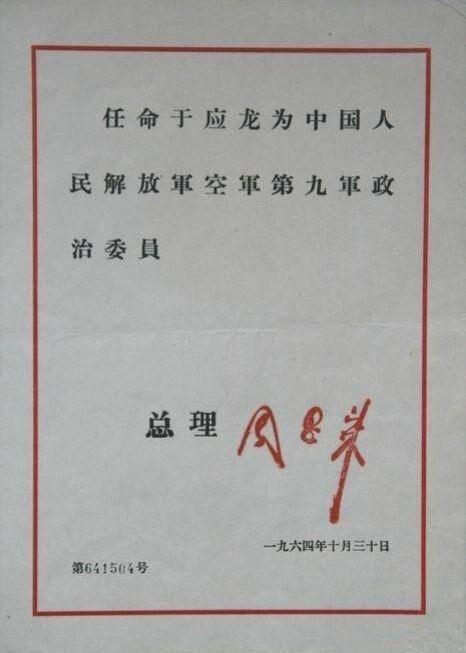 任命于应龙为中国人
民解放軍空軍第九軍政
治委員
总理 周恩来
一九六四年十月三十日
第641504号